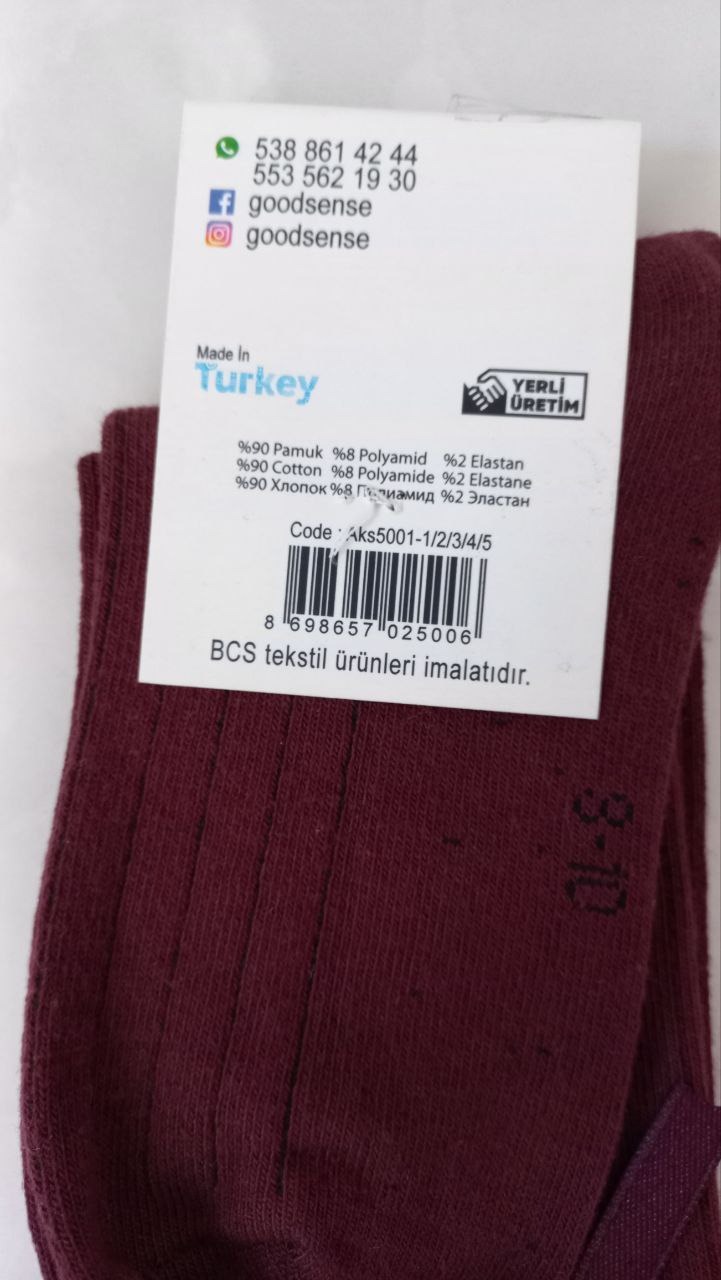 538 861 42 44
553 562 19 30
goodsense
goodsense
Made İn
Turkey
YERLİ
ÜRETİM
%90 Pamuk %8 Polyamid %2 Elastan
%90 Cotton %8 Polyamide %2 Elastane
%90 Хлопок %8 Полиамид %2 Эластан
Code : Aks5001-1/2/3/4/5
8 698657 025006
BCS tekstil ürünleri imalatıdır.